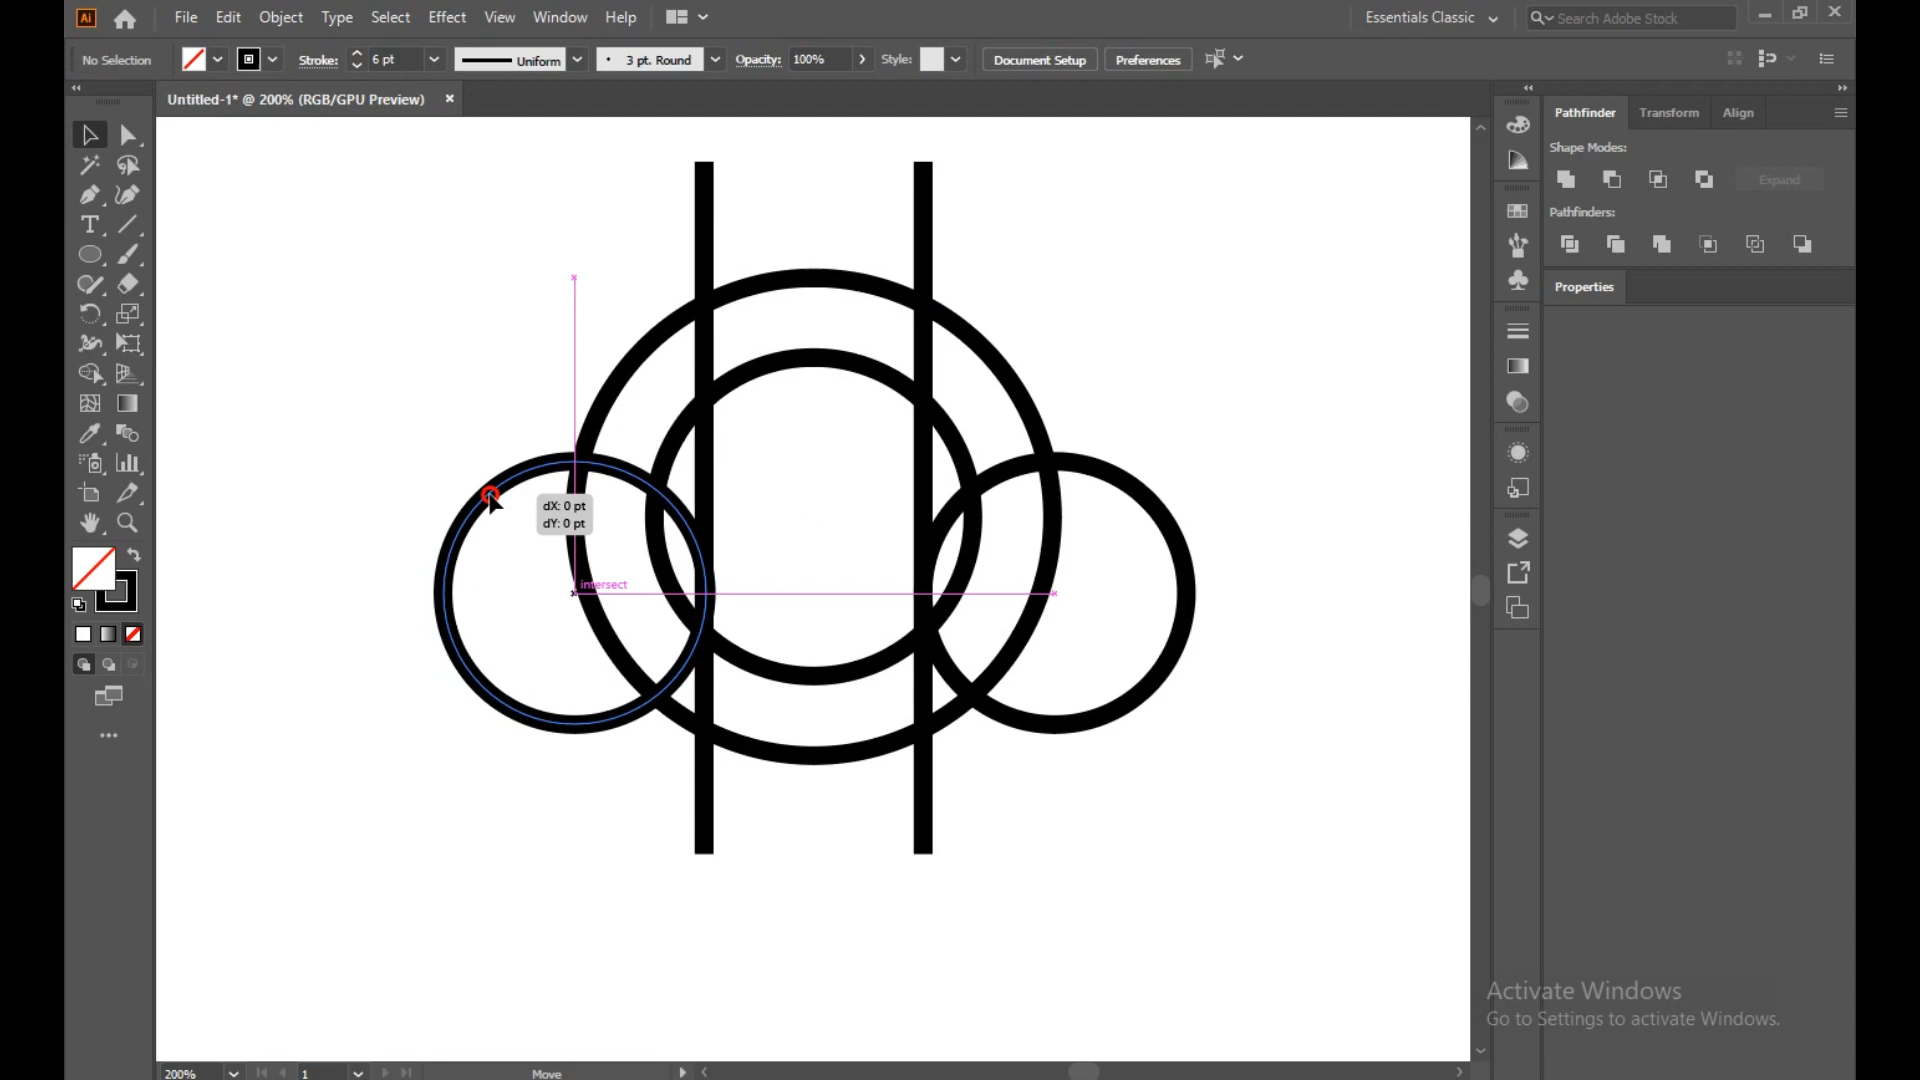 Ai File Edit Object Type Select Effect View Window Help Essentials Classic Search Adobe Stock
No Selection Stroke: 6 pt Uniform 3 pt. Round Opacity: 100% Style: Document Setup Preferences
Untitled-1* @ 200% (RGB/GPU Preview)
Pathfinder Transform Align
Shape Modes:
Expand
Pathfinders:
Properties
dX: 0 pt
dY: 0 pt
intersect
Activate Windows
Go to Settings to activate Windows.
200% 1 Move